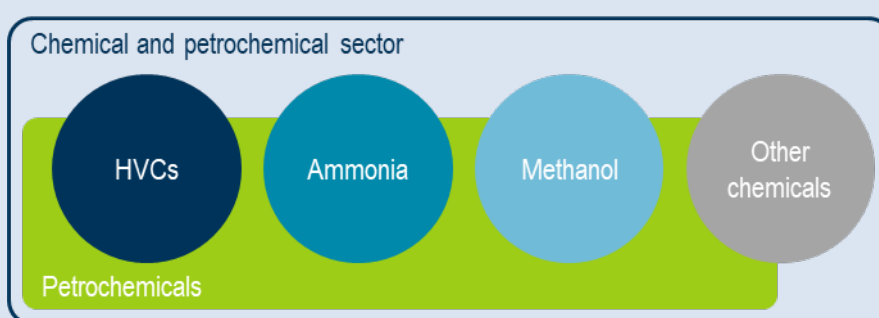 Chemical and petrochemical sector
HVCs
Ammonia
Methanol
Other
chemicals
Petrochemicals